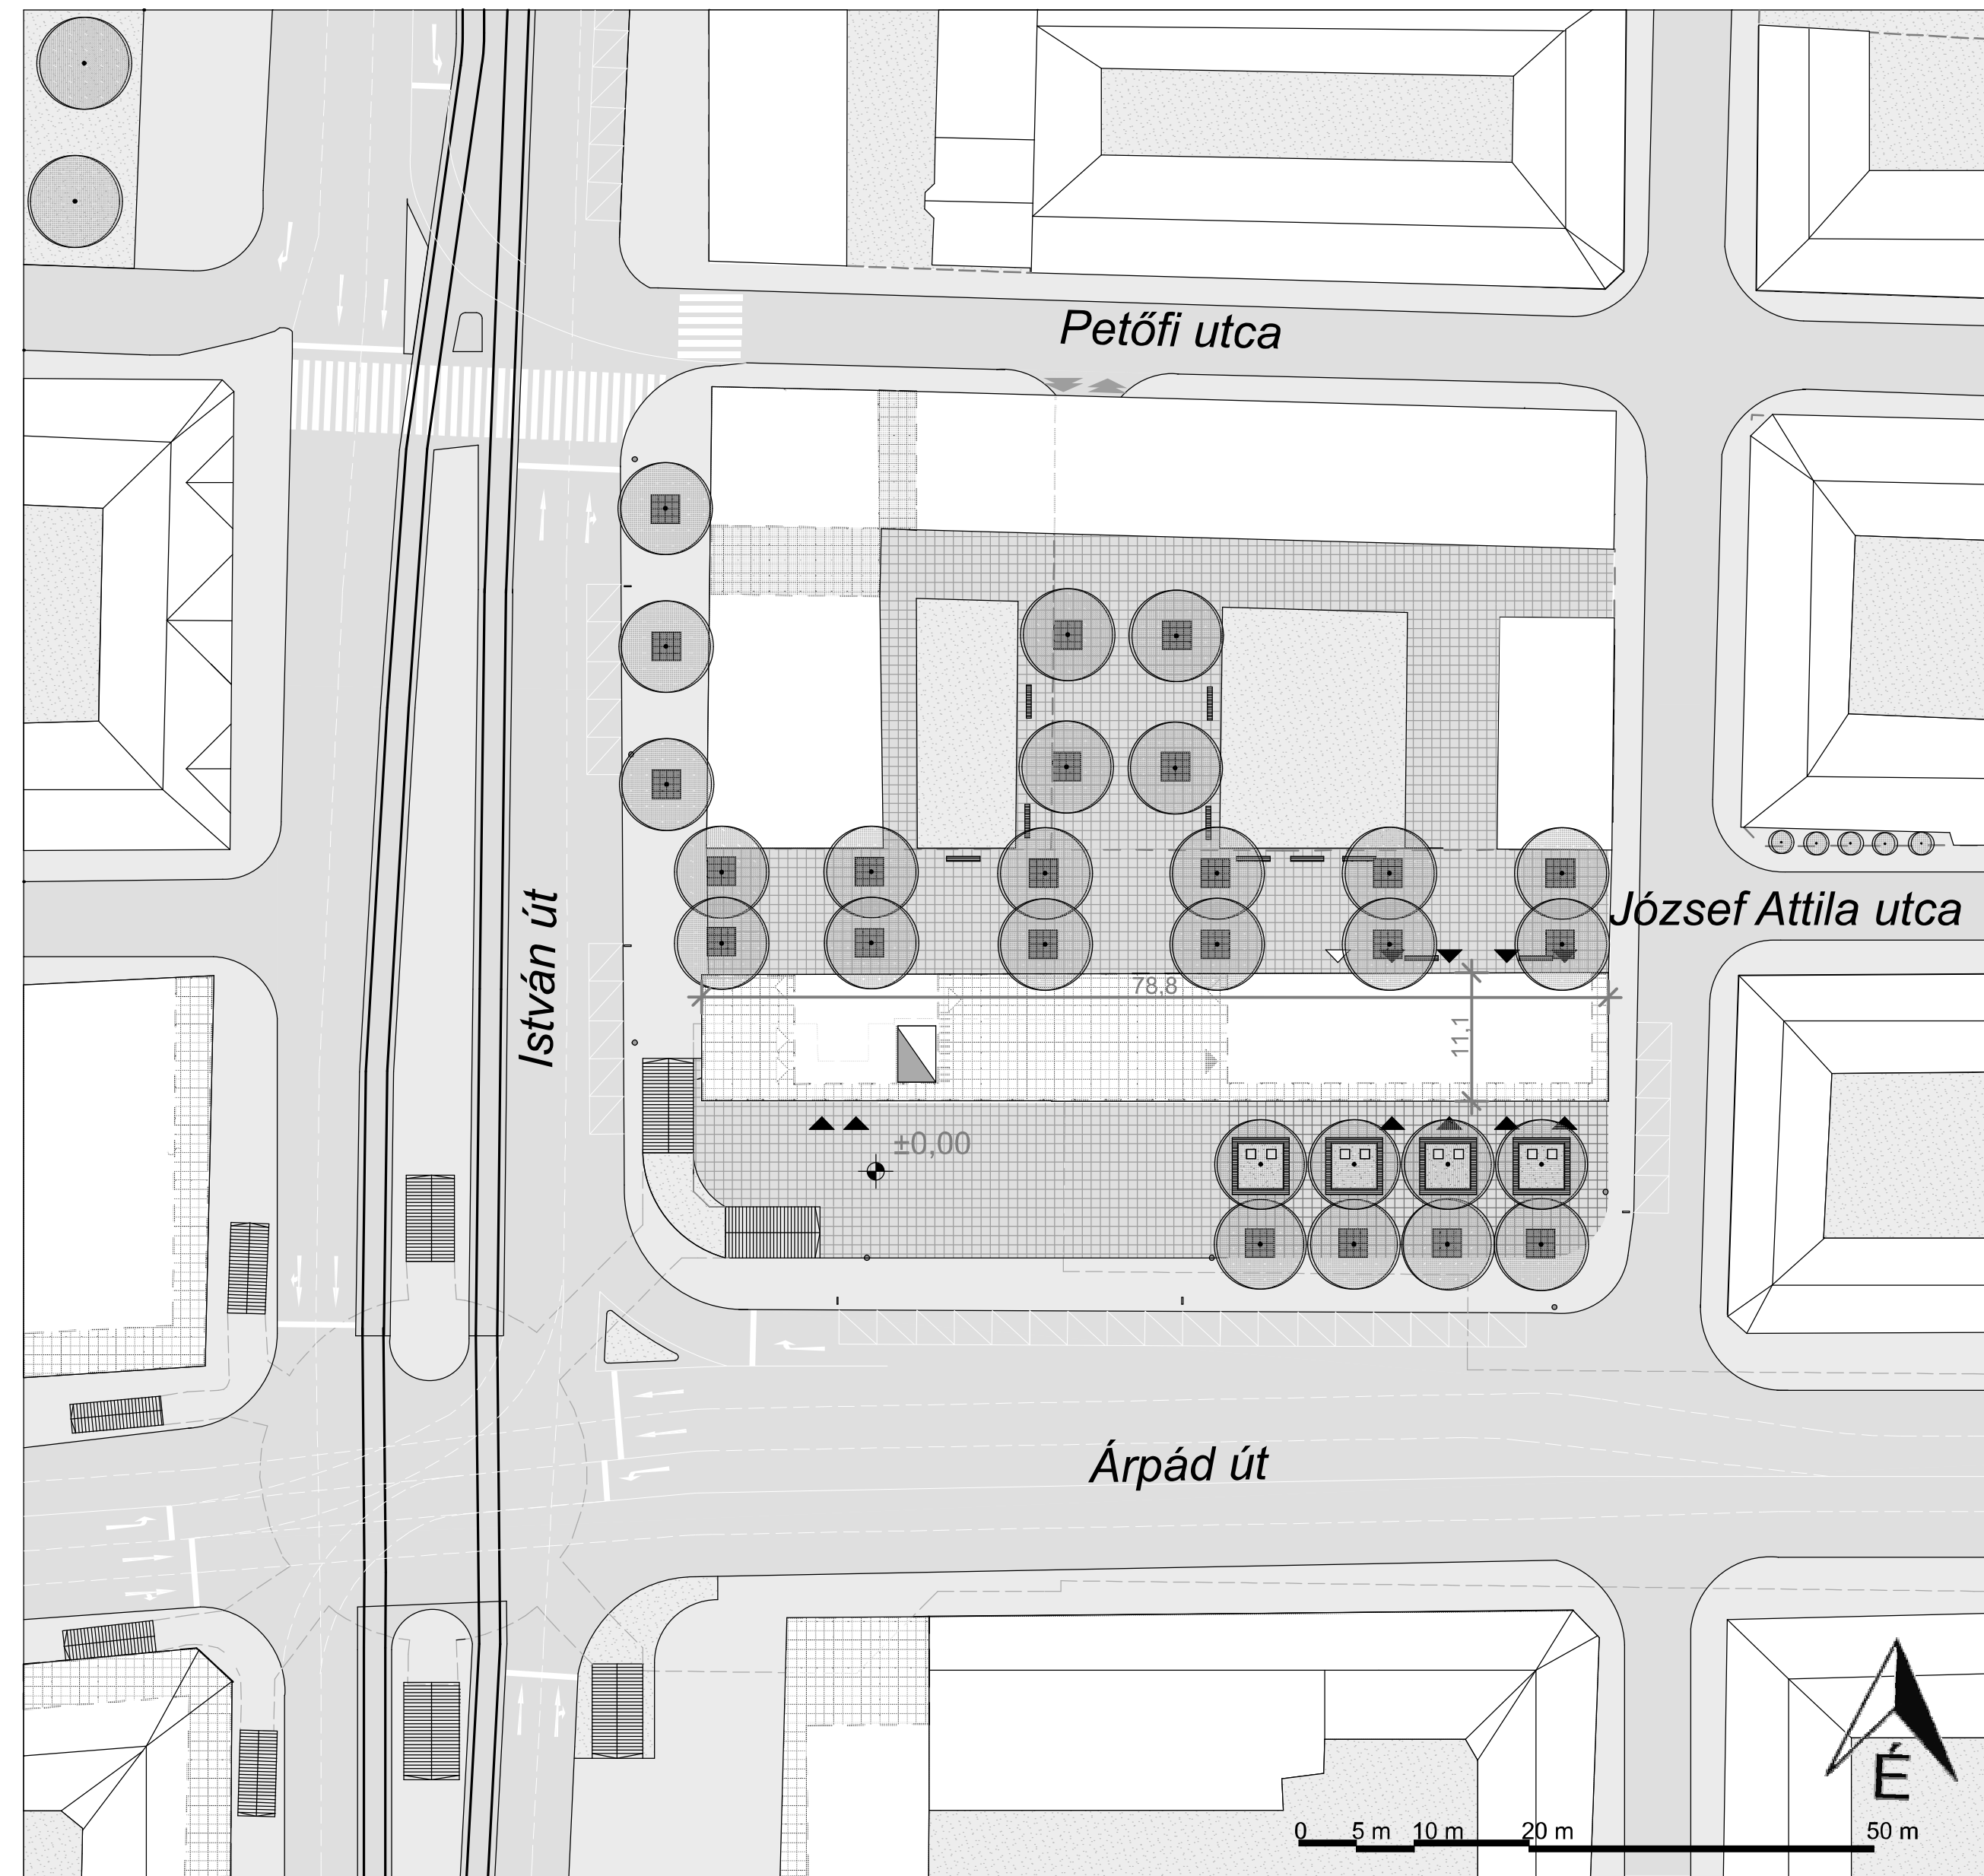 Petőfi utca
József Attila utca
István út
78,8
11,1
±0,00
Árpád út
É
0 5 m 10 m 20 m 50 m